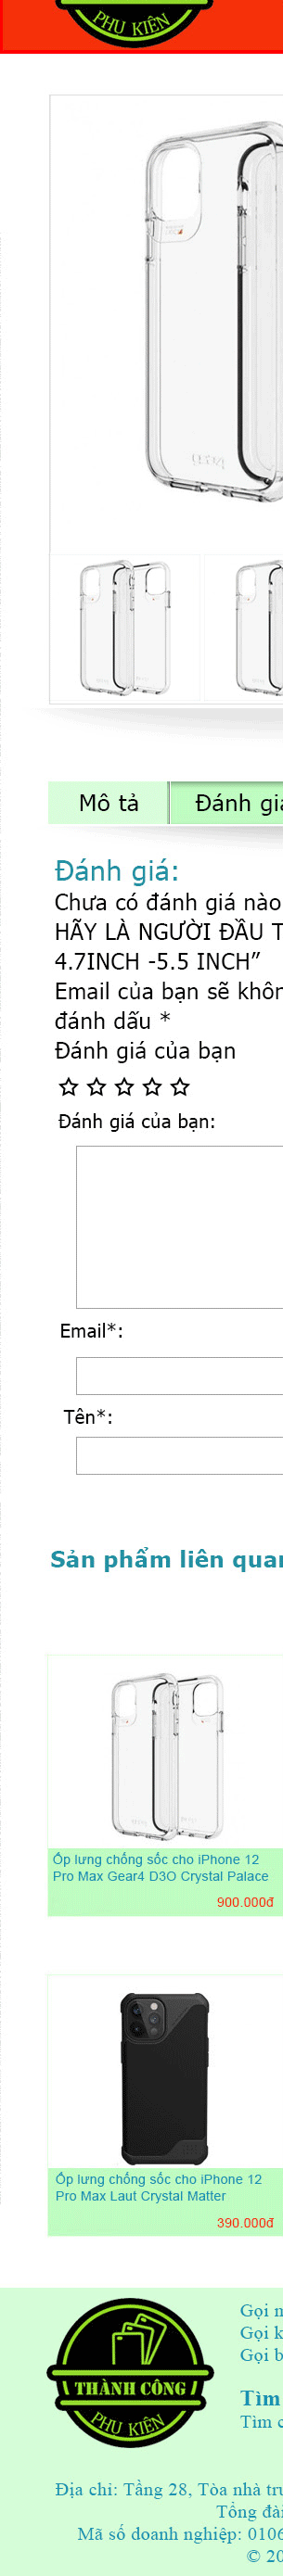 PHỤ KIỆN
Mô tả
Đánh giá
Đánh giá:
Chưa có đánh giá nào
HÃY LÀ NGƯỜI ĐẦU T
4.7INCH -5.5 INCH”
Email của bạn sẽ khôn
đánh dấu *
Đánh giá của bạn
Đánh giá của bạn:
Email*:
Tên*:
Sản phẩm liên quan
Ốp lưng chống sốc cho iPhone 12
Pro Max Gear4 D3O Crystal Palace
900.000đ
Ốp lưng chống sốc cho iPhone 12
Pro Max Laut Crystal Matter
390.000đ
THÀNH CÔNG
PHỤ KIỆN
Gọi m
Gọi k
Gọi b
Tìm
Tìm c
Địa chỉ: Tầng 28, Tòa nhà trụ
Tổng đài
Mã số doanh nghiệp: 0106
© 20